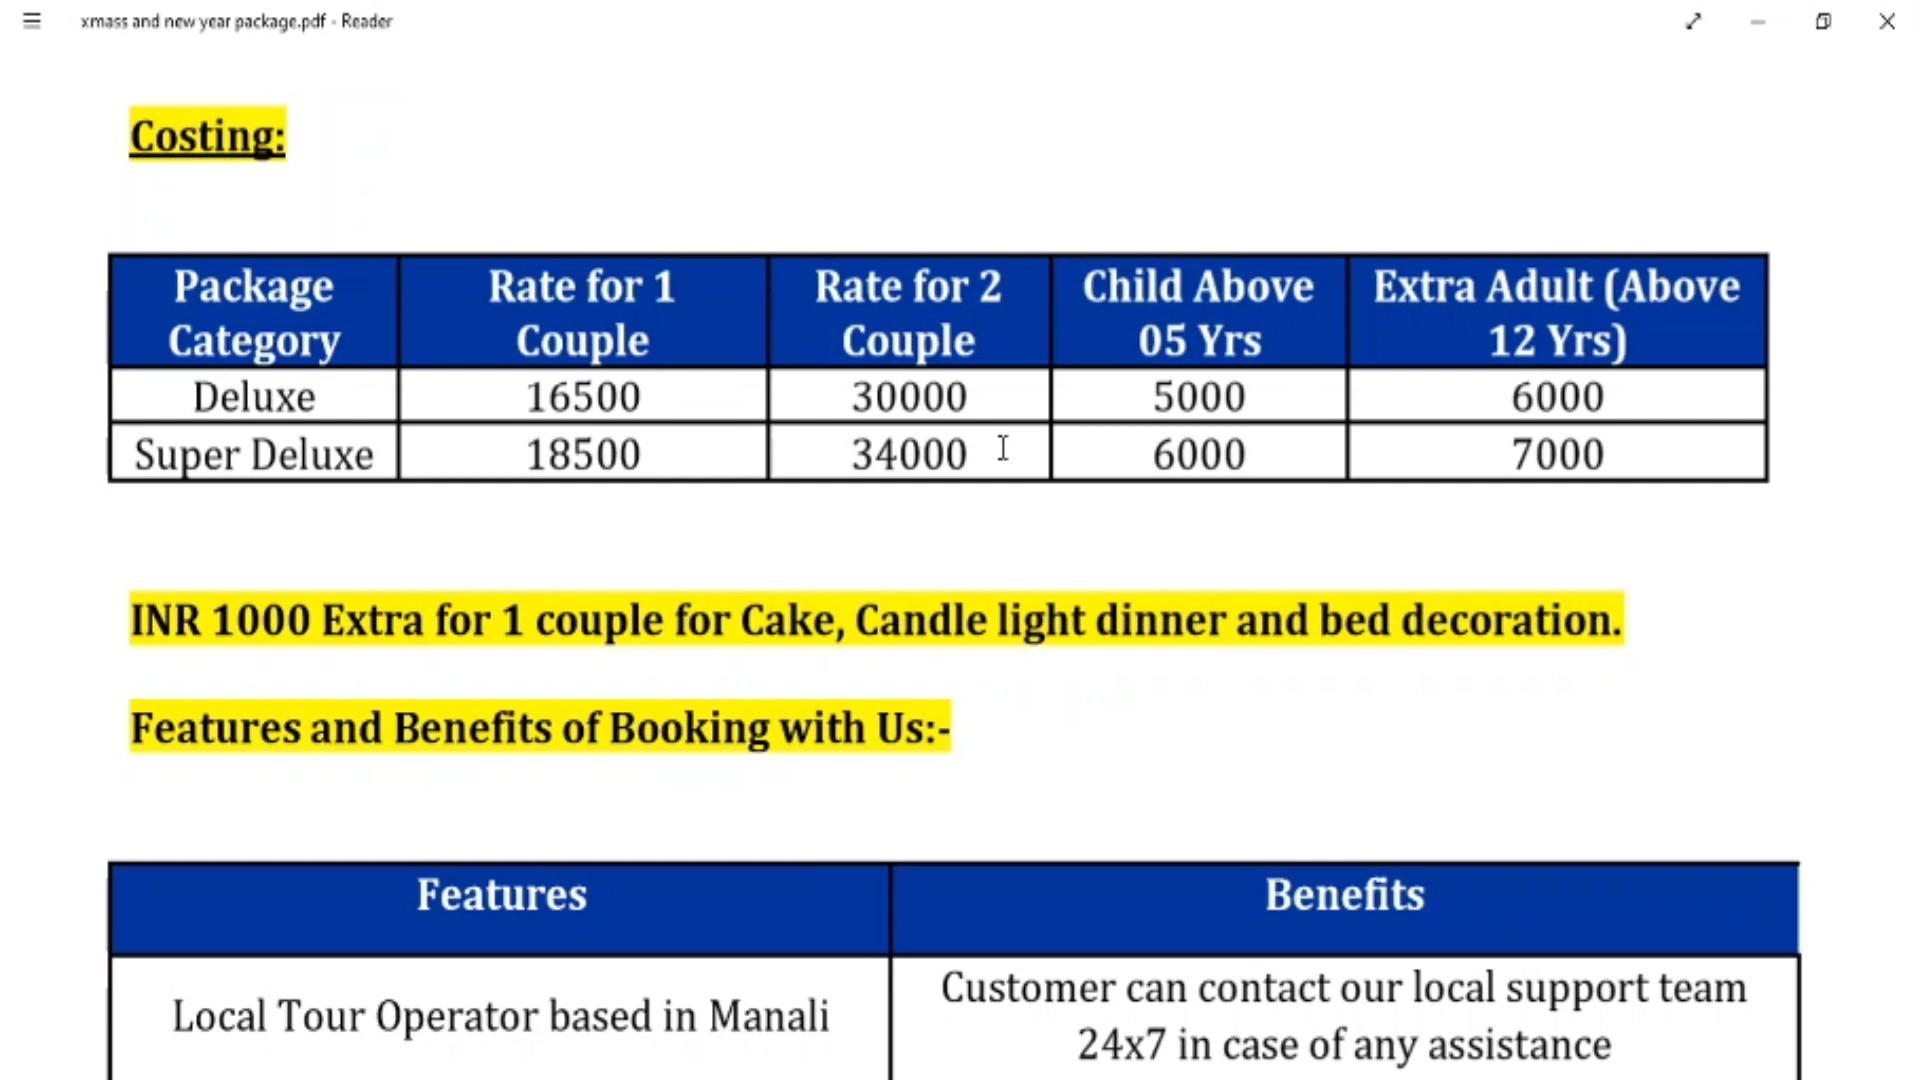 xmass and new year package.pdf - Reader
Costing:
Package Category Rate for 1 Couple Rate for 2 Couple Child Above 05 Yrs Extra Adult (Above 12 Yrs)
Deluxe 16500 30000 5000 6000
Super Deluxe 18500 34000 6000 7000
INR 1000 Extra for 1 couple for Cake, Candle light dinner and bed decoration.
Features and Benefits of Booking with Us:-
Features Benefits
Local Tour Operator based in Manali
Customer can contact our local support team
24x7 in case of any assistance